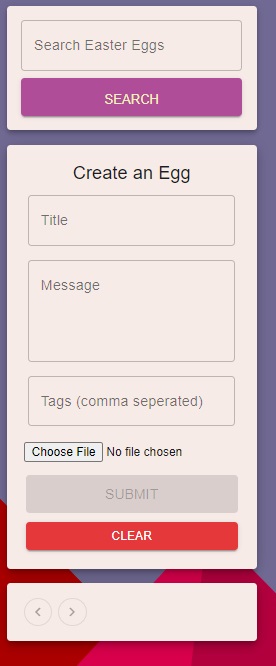 Search Easter Eggs
SEARCH
Create an Egg
Title
Message
Tags (comma seperated)
Choose File No file chosen
SUBMIT
CLEAR